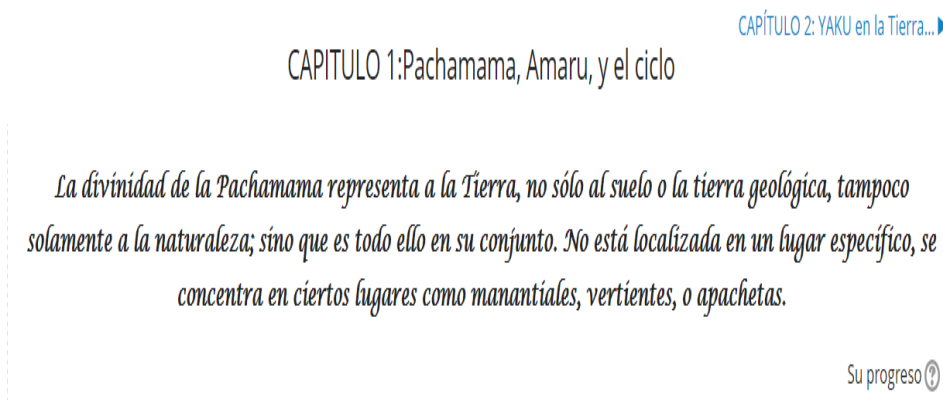 CAPÍTULO 2: YAKU en la Tierra...
CAPITULO 1:Pachamama, Amaru, y el ciclo
La divinidad de la Pachamama representa a la Tierra, no sólo al suelo o la tierra geológica, tampoco
solamente a la naturaleza; sino que es todo ello en su conjunto. No está localizada en un lugar específico, se
concentra en ciertos lugares como manantiales, vertientes, o apachetas.
Su progreso